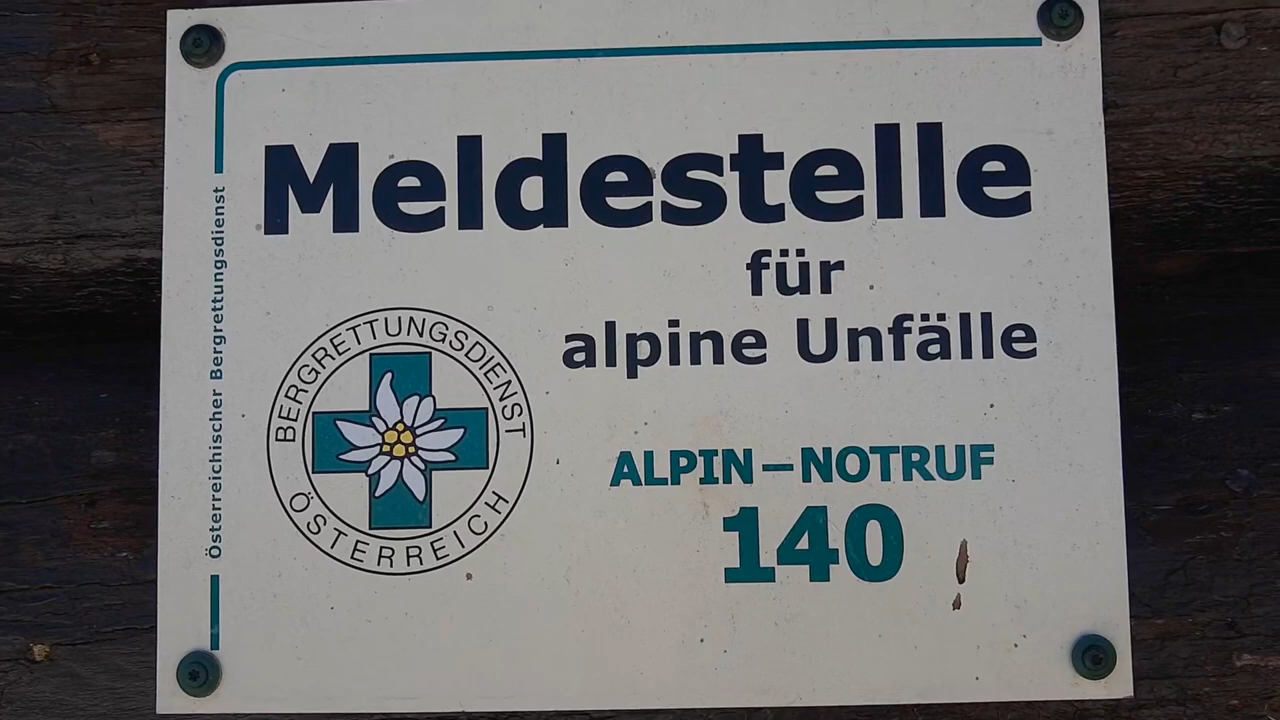 Meldestelle
für
alpine Unfälle
ALPIN–NOTRUF
140
BERGRETTUNGSDIENST
ÖSTERREICH
Österreichischer Bergrettungsdienst